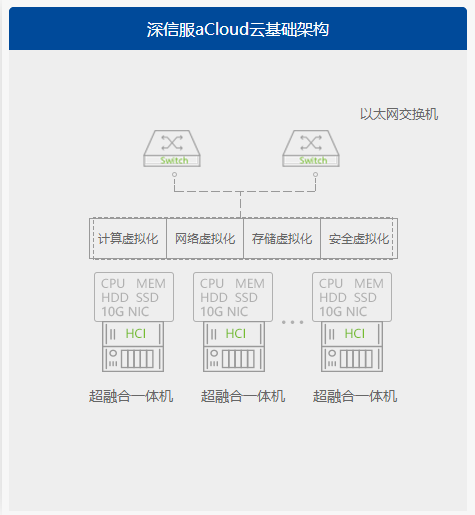 深信服aCloud云基础架构
以太网交换机
Switch Switch
计算虚拟化 网络虚拟化 存储虚拟化 安全虚拟化
CPU MEM CPU MEM CPU MEM
HDD SSD HDD SSD HDD SSD
10G NIC 10G NIC 10G NIC
HCI HCI HCI
超融合一体机 超融合一体机 超融合一体机